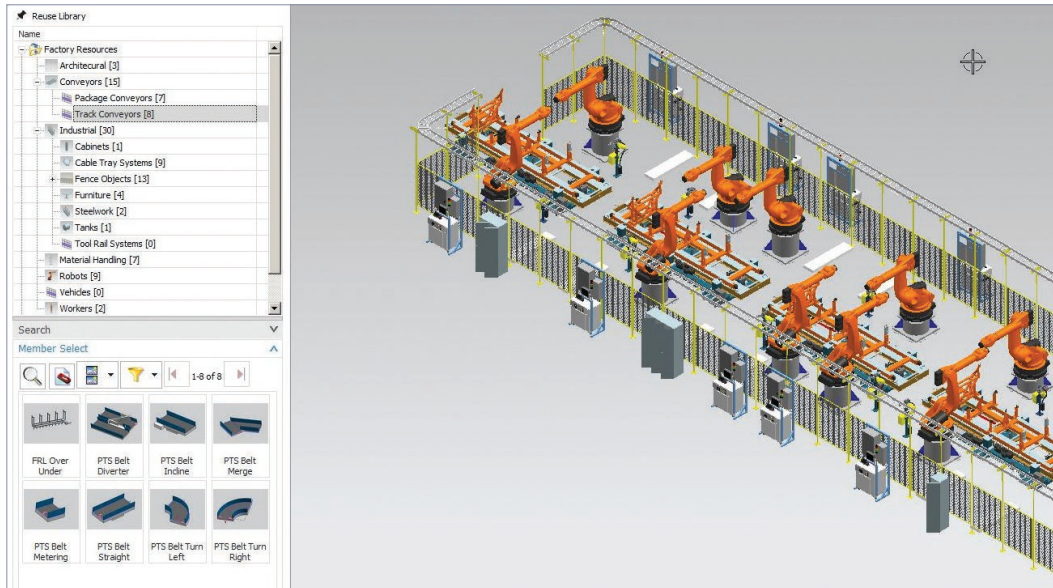 Reuse Library
Name
Factory Resources
Architecural [3]
Conveyors [15]
Package Conveyors [7]
Track Conveyors [8]
Industrial [30]
Cabinets [1]
Cable Tray Systems [9]
Fence Objects [13]
Furniture [4]
Steelwork [2]
Tanks [1]
Tool Rail Systems [0]
Material Handling [7]
Robots [9]
Vehicles [0]
Workers [2]
Search
Member Select
1-8 of 8
FRL Over Under
PTS Belt Diverter
PTS Belt Incline
PTS Belt Merge
PTS Belt Metering
PTS Belt Straight
PTS Belt Turn Left
PTS Belt Turn Right